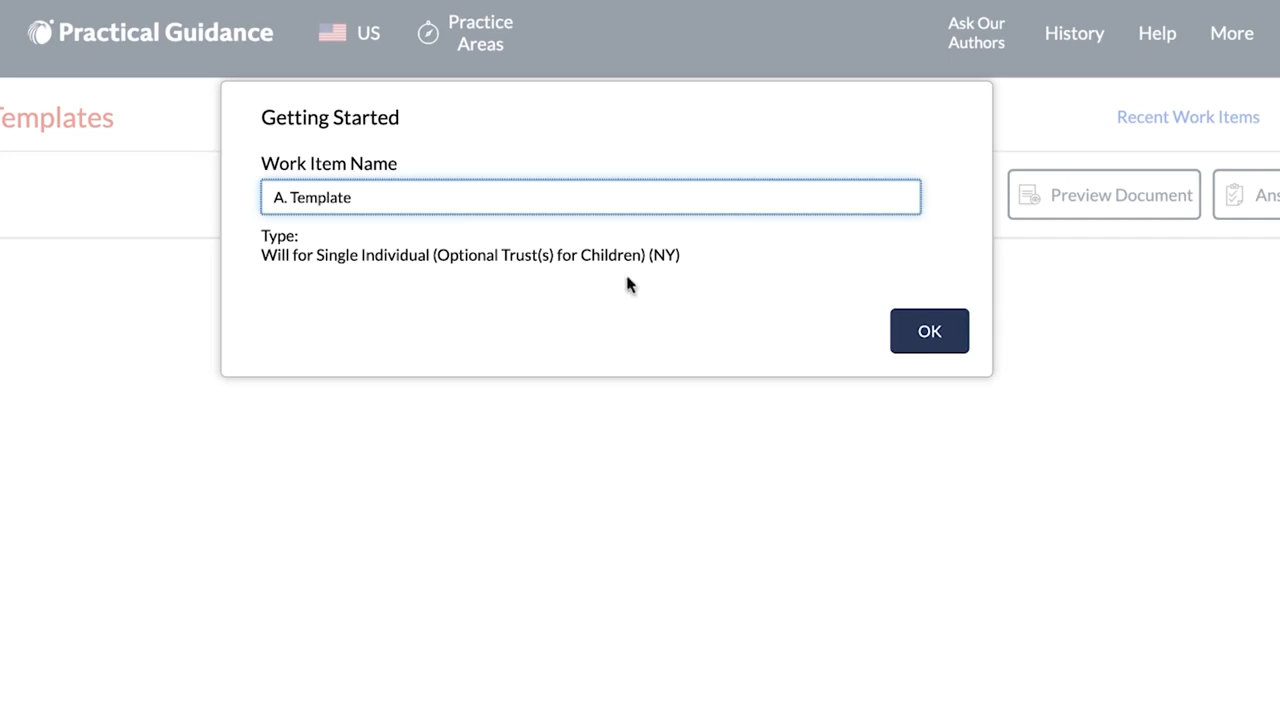 Practical Guidance
US
Practice
Areas
Ask Our
Authors
History
Help
More
Templates
Recent Work Items
Getting Started
Work Item Name
A. Template
Type:
Will for Single Individual (Optional Trust(s) for Children) (NY)
OK
Preview Document
Ans